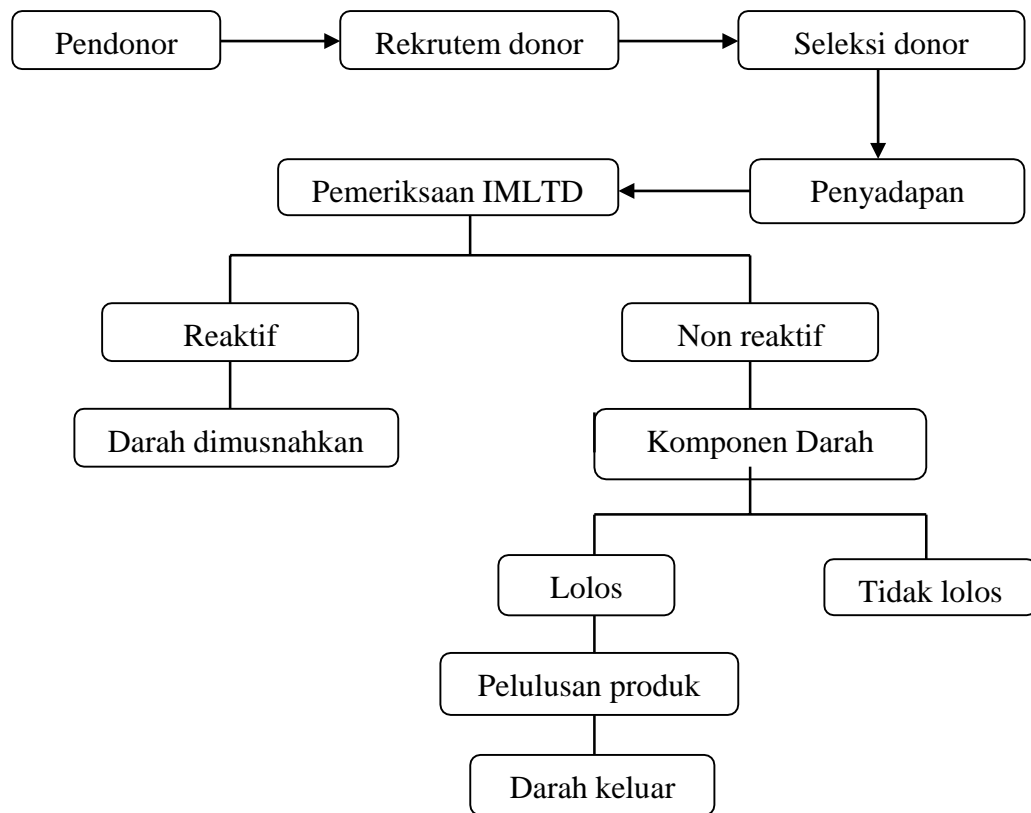 Pendonor
Rekrutem donor
Seleksi donor
Pemeriksaan IMLTD
Penyadapan
Reaktif
Non reaktif
Darah dimusnahkan
Komponen Darah
Lolos
Tidak lolos
Pelulusan produk
Darah keluar